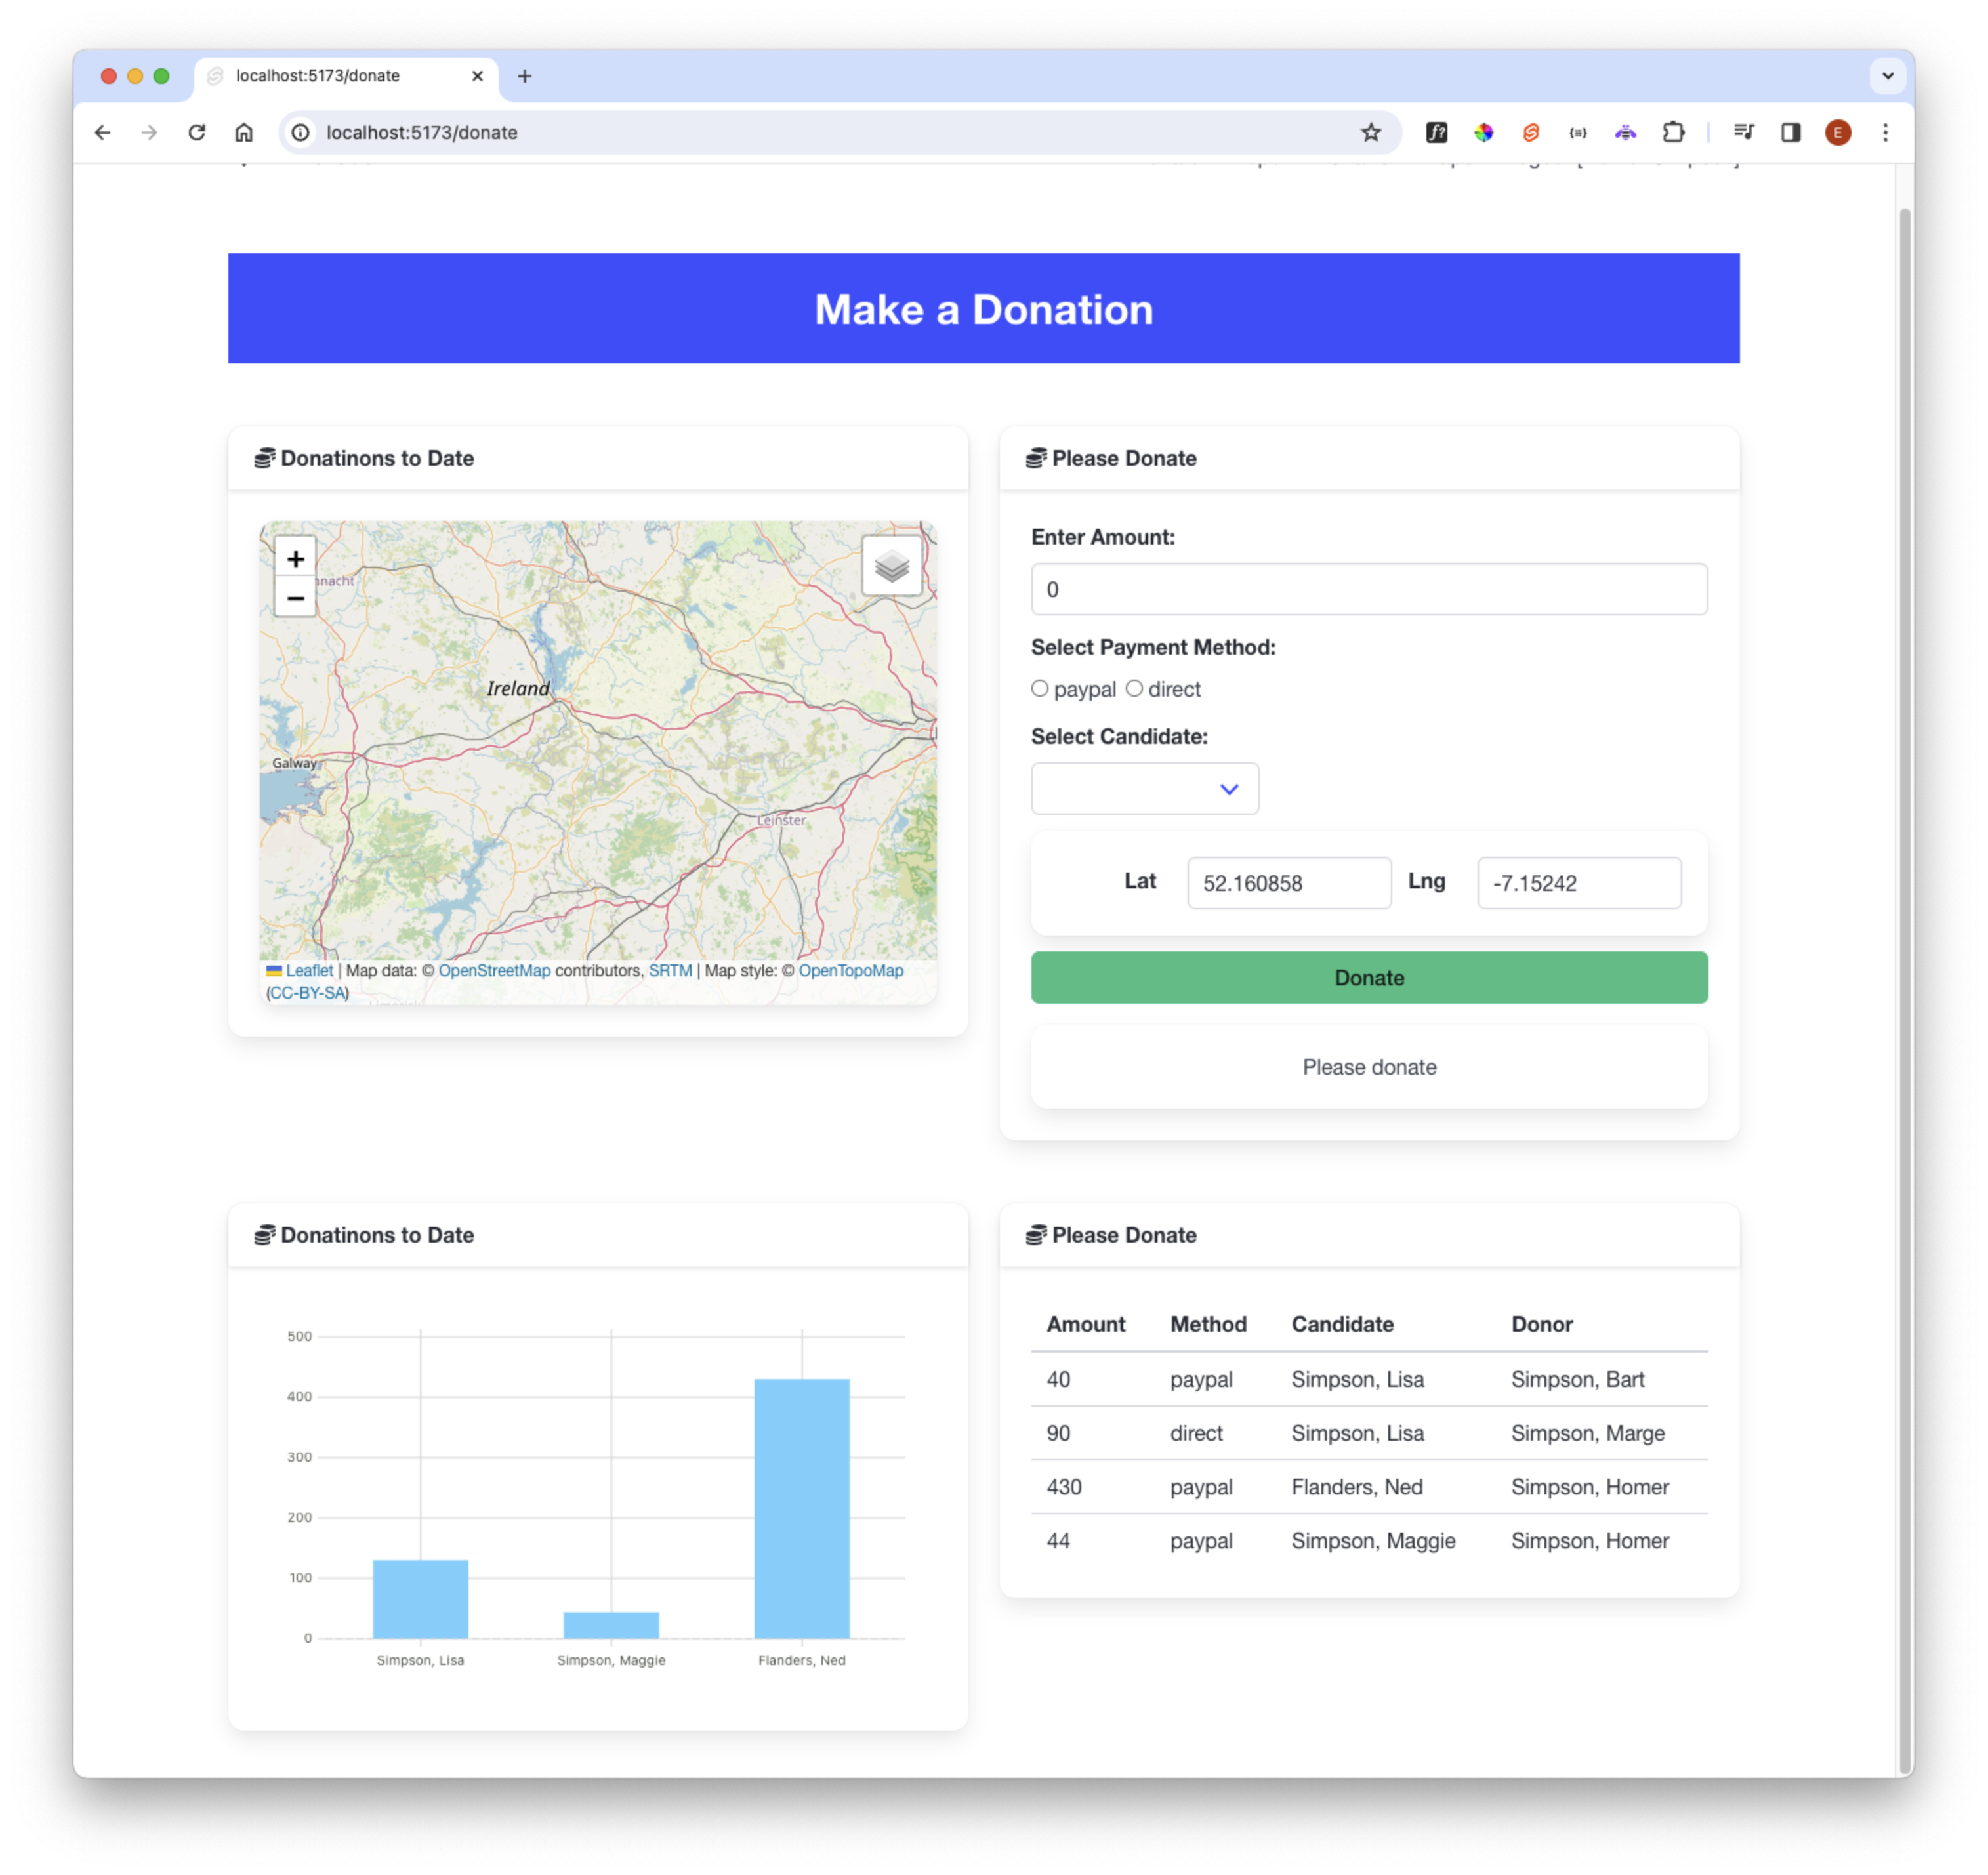 localhost:5173/donate
localhost:5173/donate
E
Make a Donation
Donatinons to Date
+
−
Ireland
Galway
Leinster
Leaflet | Map data: © OpenStreetMap contributors, SRTM | Map style: © OpenTopoMap
(CC-BY-SA)
Please Donate
Enter Amount:
0
Select Payment Method:
paypal direct
Select Candidate:
Lat 52.160858 Lng -7.15242
Donate
Please donate
Donatinons to Date
500
400
300
200
100
0
Simpson, Lisa Simpson, Maggie Flanders, Ned
Please Donate
Amount Method Candidate Donor
40 paypal Simpson, Lisa Simpson, Bart
90 direct Simpson, Lisa Simpson, Marge
430 paypal Flanders, Ned Simpson, Homer
44 paypal Simpson, Maggie Simpson, Homer